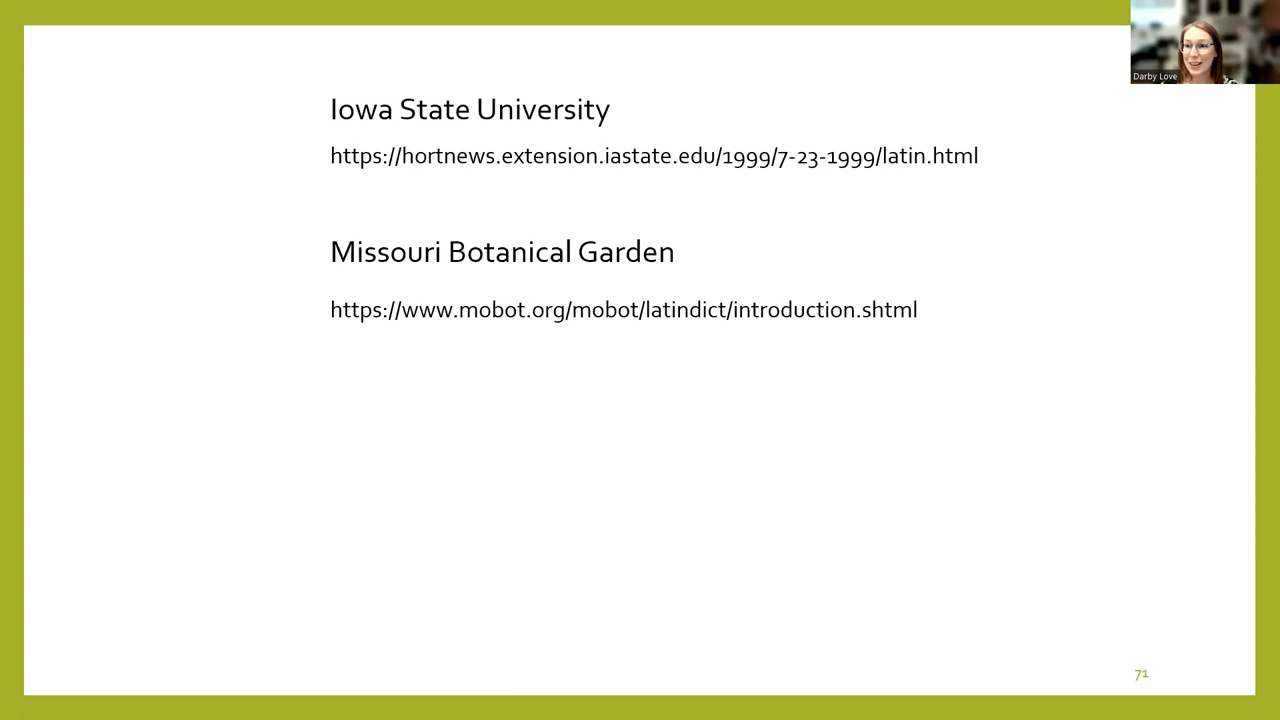 Darby Love
Iowa State University
https://hortnews.extension.iastate.edu/1999/7-23-1999/latin.html
Missouri Botanical Garden
https://www.mobot.org/mobot/latindict/introduction.shtml
71